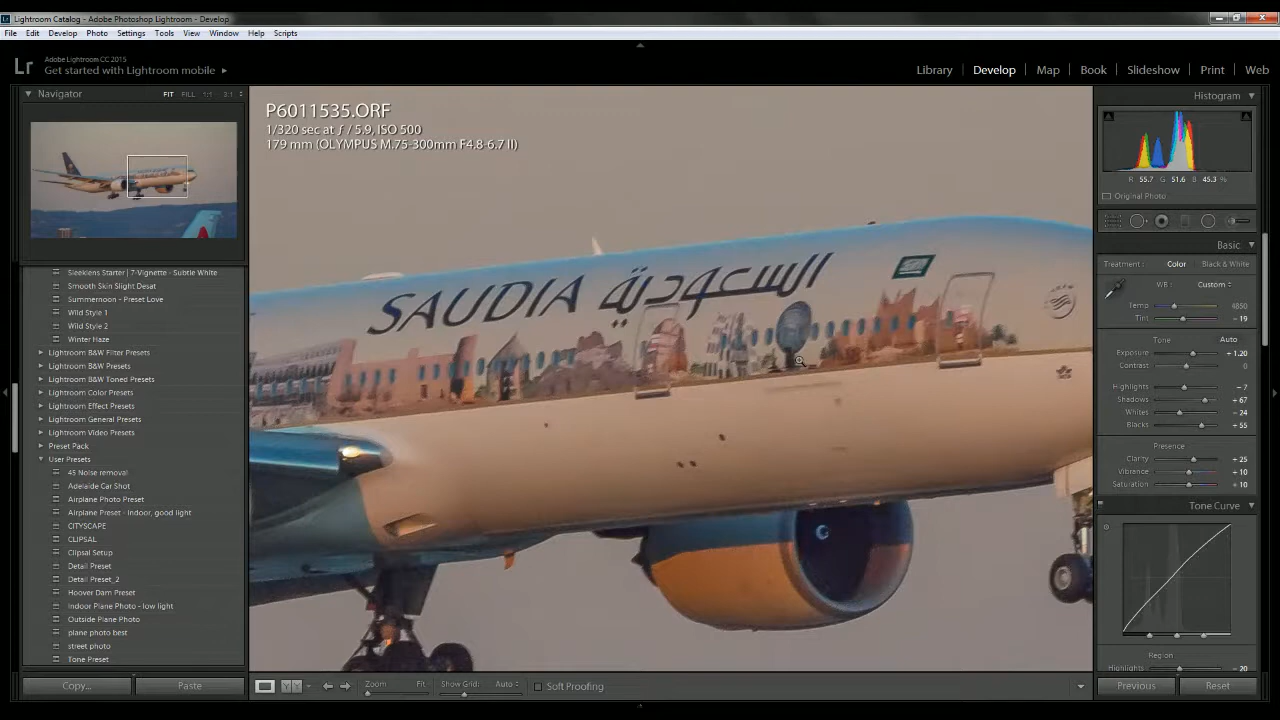 Lightroom Catalog - Adobe Photoshop Lightroom - Develop
File Edit Develop Photo Settings Tools View Window Help Scripts
Lr
Adobe Lightroom CC 2015
Get started with Lightroom mobile
Library Develop Map Book Slideshow Print Web
Navigator FIT FILL 1:1 3:1
Sleeklens Starter | 7-Vignette - Subtle White
Smooth Skin Slight Desat
Summernoon - Preset Love
Wild Style 1
Wild Style 2
Winter Haze
Lightroom B&W Filter Presets
Lightroom B&W Presets
Lightroom B&W Toned Presets
Lightroom Color Presets
Lightroom Effect Presets
Lightroom General Presets
Lightroom Video Presets
Preset Pack
User Presets
45 Noise removal
Adelaide Car Shot
Airplane Photo Preset
Airplane Preset - Indoor, good light
CITYSCAPE
CLIPSAL
Clipsal Setup
Detail Preset
Detail Preset_2
Hoover Dam Preset
Indoor Plane Photo - low light
Outside Plane Photo
plane photo best
street photo
Tone Preset
Copy... Paste
P6011535.ORF
1/320 sec at ƒ / 5.9, ISO 500
179 mm (OLYMPUS M.75-300mm F4.8-6.7 II)
SAUDIA السعودية
Zoom Fit Show Grid: Auto Soft Proofing
Histogram
R 55.7 G 51.6 B 45.3 %
Original Photo
Basic
Treatment: Color Black & White
WB: Custom
Temp 4850
Tint - 19
Tone Auto
Exposure + 1.20
Contrast 0
Highlights - 7
Shadows + 67
Whites - 24
Blacks + 55
Presence
Clarity + 25
Vibrance + 10
Saturation + 10
Tone Curve
Region
Highlights - 20
Previous Reset